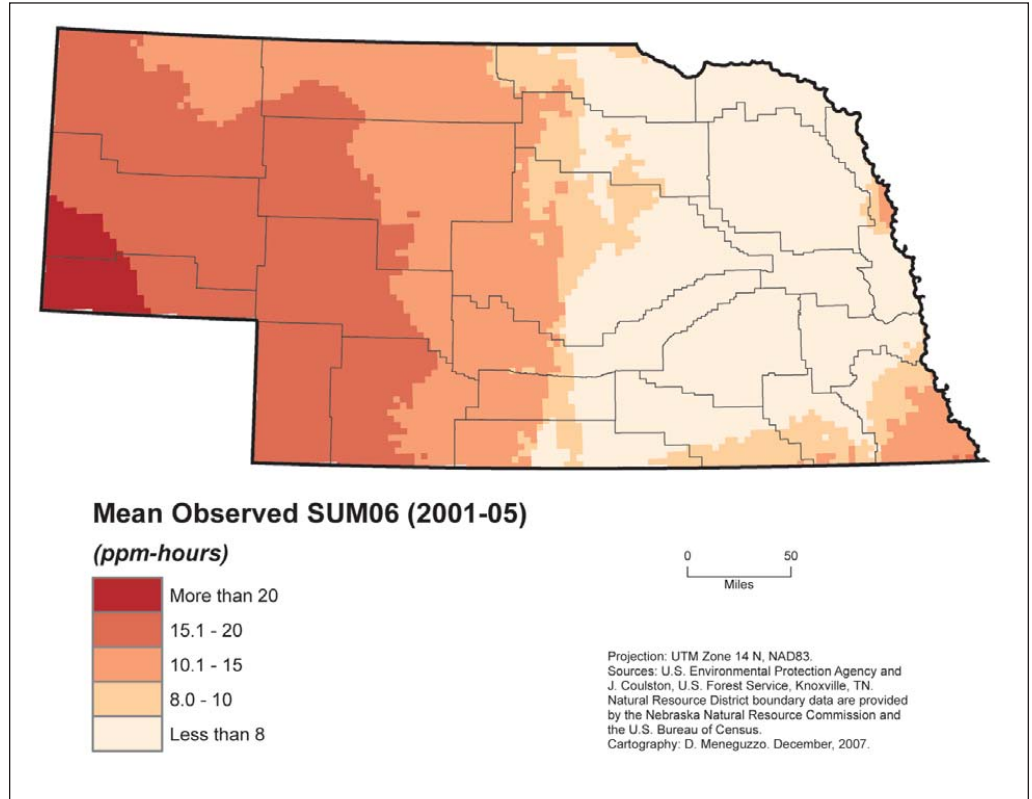 Mean Observed SUM06 (2001-05)
(ppm-hours)
More than 20
15.1 - 20
10.1 - 15
8.0 - 10
Less than 8
0 50
Miles
Projection: UTM Zone 14 N, NAD83.
Sources: U.S. Environmental Protection Agency and
J. Coulston, U.S. Forest Service, Knoxville, TN.
Natural Resource District boundary data are provided
by the Nebraska Natural Resource Commission and
the U.S. Bureau of Census.
Cartography: D. Meneguzzo. December, 2007.